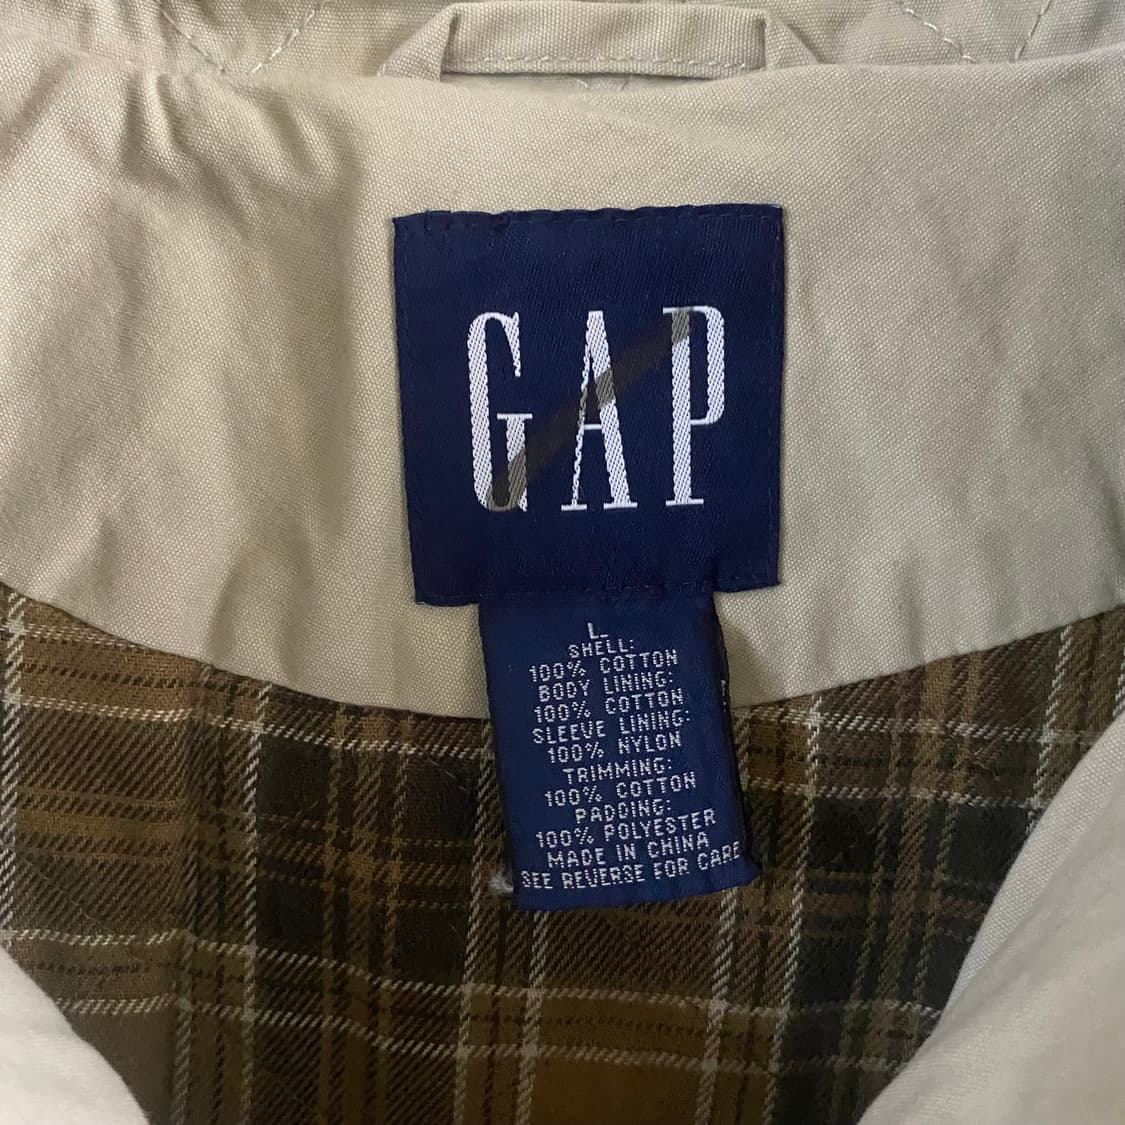 GAP
L
SHELL:
100% COTTON
BODY LINING:
100% COTTON
SLEEVE LINING:
100% NYLON
TRIMMING:
100% COTTON
PADDING:
100% POLYESTER
MADE IN CHINA
SEE REVERSE FOR CARE